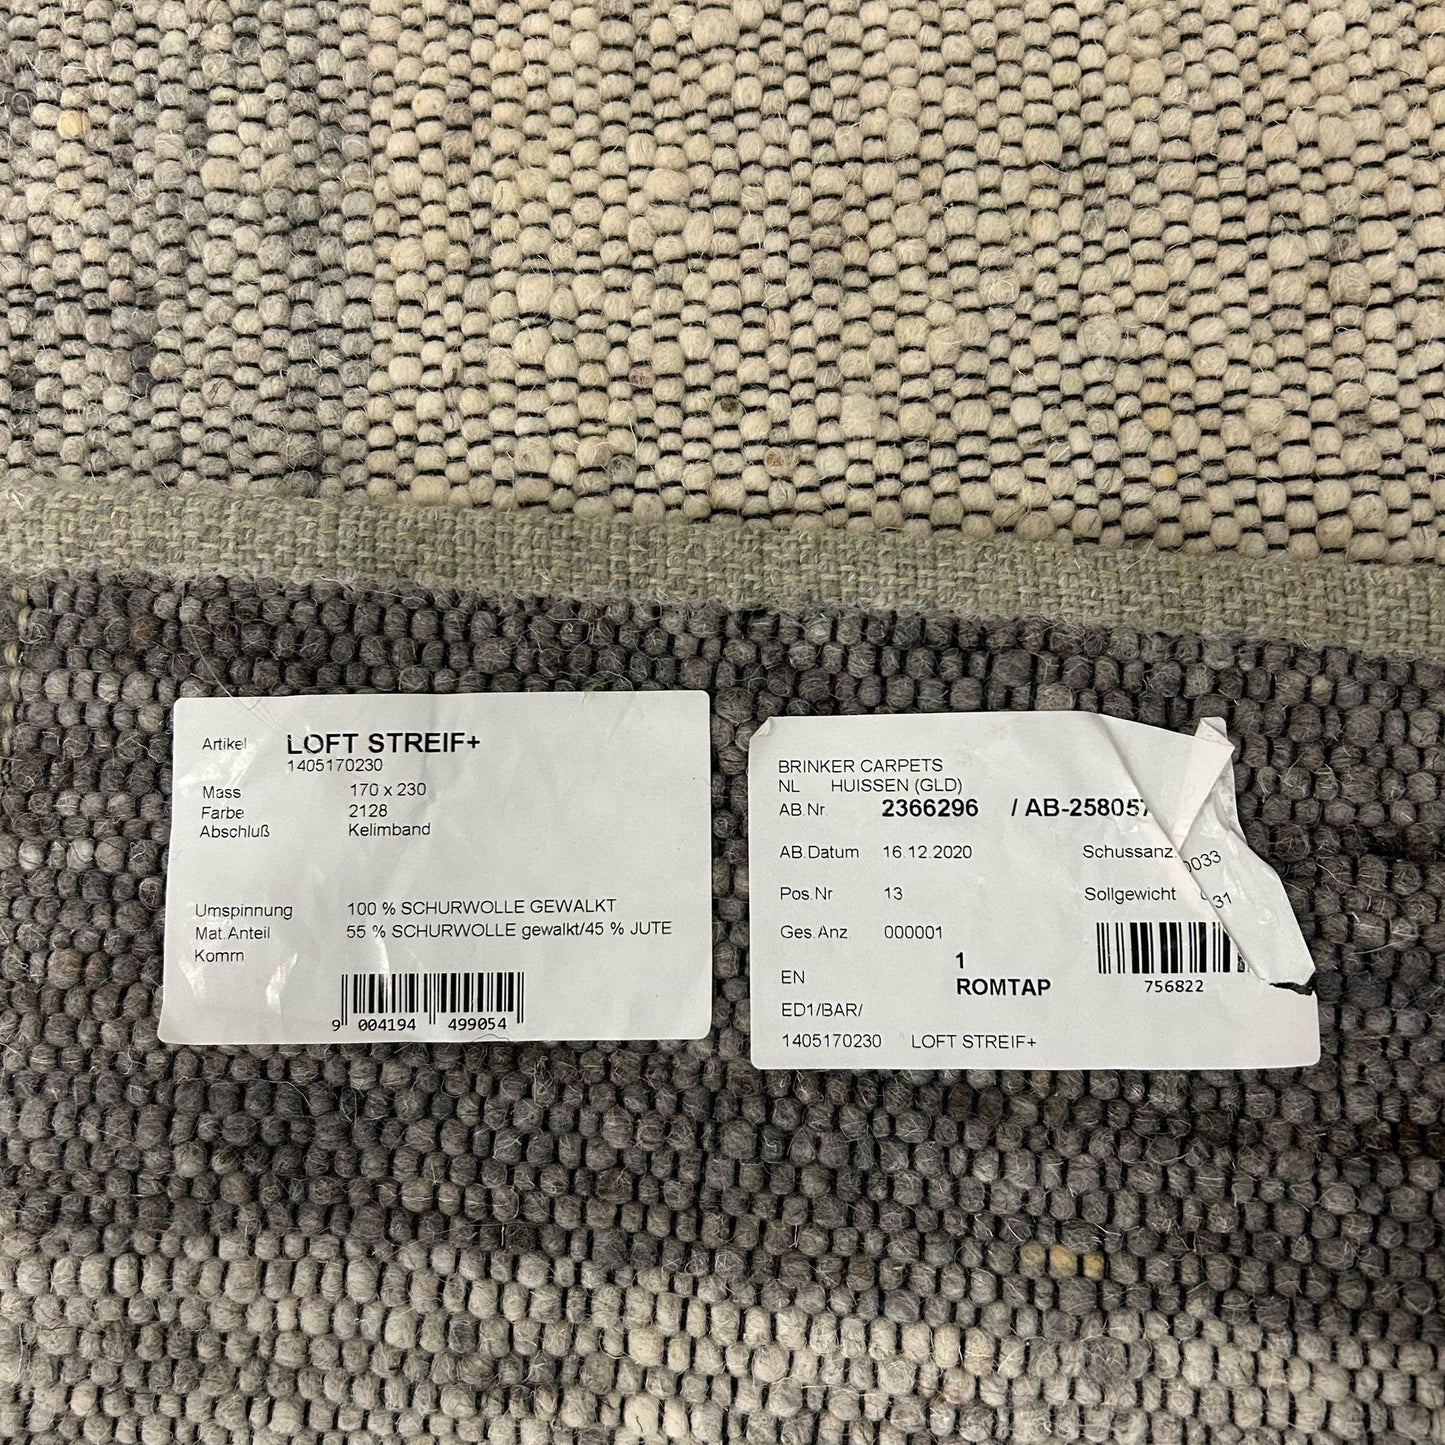 Artikel LOFT STREIF+
1405170230
Mass 170 x 230
Farbe 2128
Abschluß Kelimband
Umspinnung 100 % SCHURWOLLE GEWALKT
Mat.Anteil 55 % SCHURWOLLE gewalkt/45 % JUTE
Komm
9 004194 499054
BRINKER CARPETS
NL HUISSEN (GLD)
AB.Nr. 2366296 / AB-258057
AB.Datum 16.12.2020 Schussanz.
Pos.Nr 13 Sollgewicht
Ges.Anz. 000001
EN 1
ROMTAP
756822
ED1/BAR/
1405170230 LOFT STREIF+